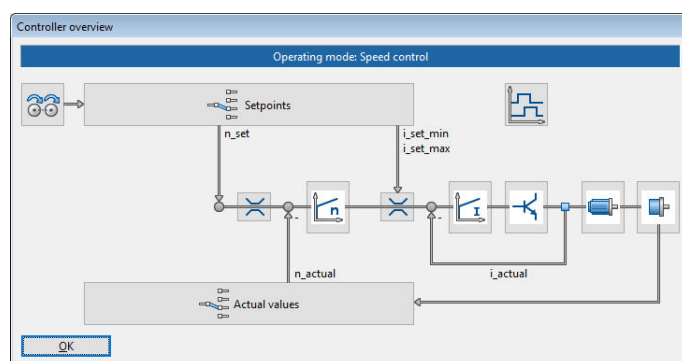 Controller overview
Operating mode: Speed control
Setpoints
n_set
i_set_min
i_set_max
n
I
-
-
n_actual
i_actual
Actual values
OK